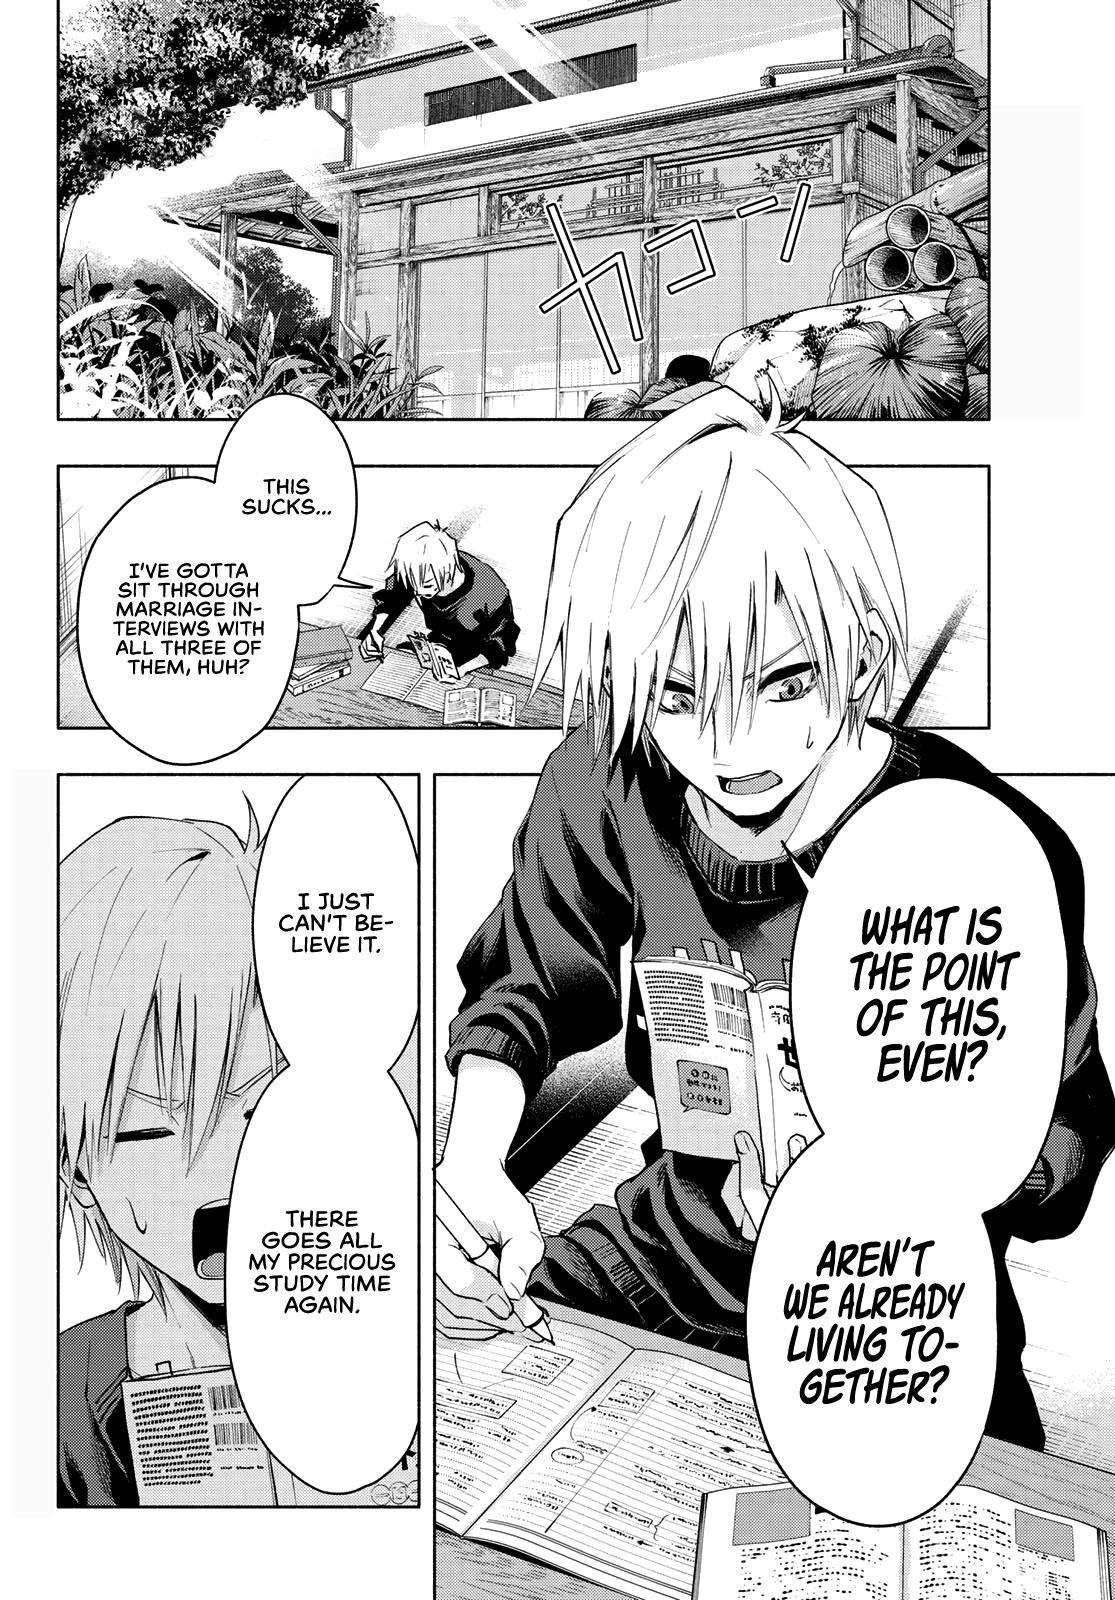 カコン
THIS
SUCKS...
I'VE GOTTA
SIT THROUGH
MARRIAGE IN-
TERVIEWS WITH
ALL THREE OF
THEM, HUH?
WHAT IS
THE POINT
OF THIS,
EVEN?
AREN'T
WE ALREADY
LIVING TO-
GETHER?
I JUST
CAN'T BE-
LIEVE IT.
THERE
GOES ALL
MY PRECIOUS
STUDY TIME
AGAIN.